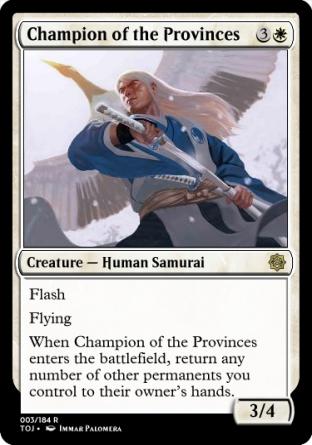 Champion of the Provinces 3
Creature — Human Samurai
Flash
Flying
When Champion of the Provinces
enters the battlefield, return any
number of other permanents you
control to their owner's hands.
3/4
003/184 R
TOJ • Immar Palomera